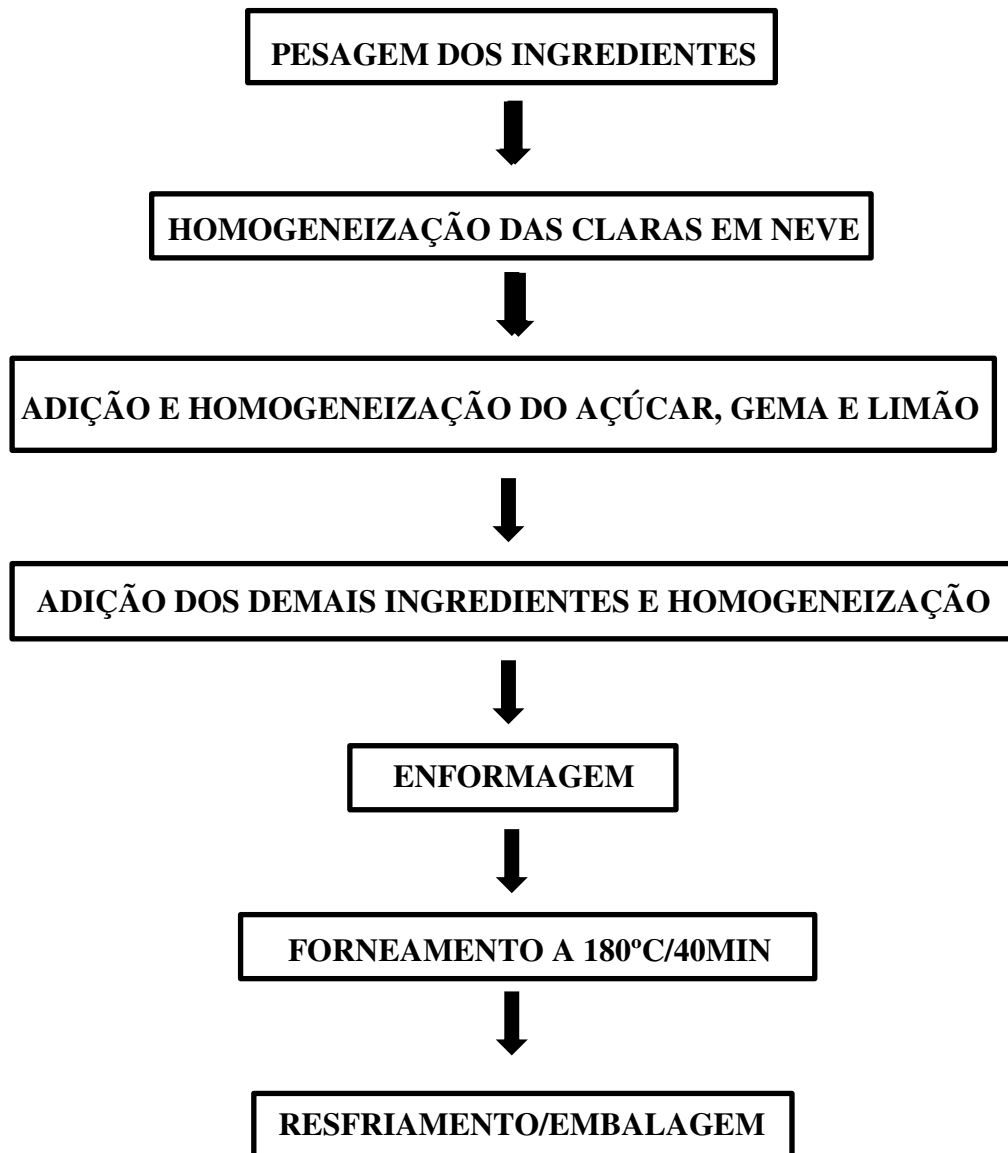 PESAGEM DOS INGREDIENTES
HOMOGENEIZAÇÃO DAS CLARAS EM NEVE
ADIÇÃO E HOMOGENEIZAÇÃO DO AÇÚCAR, GEMA E LIMÃO
ADIÇÃO DOS DEMAIS INGREDIENTES E HOMOGENEIZAÇÃO
ENFORMAGEM
FORNEAMENTO A 180ºC/40MIN
RESFRIAMENTO/EMBALAGEM